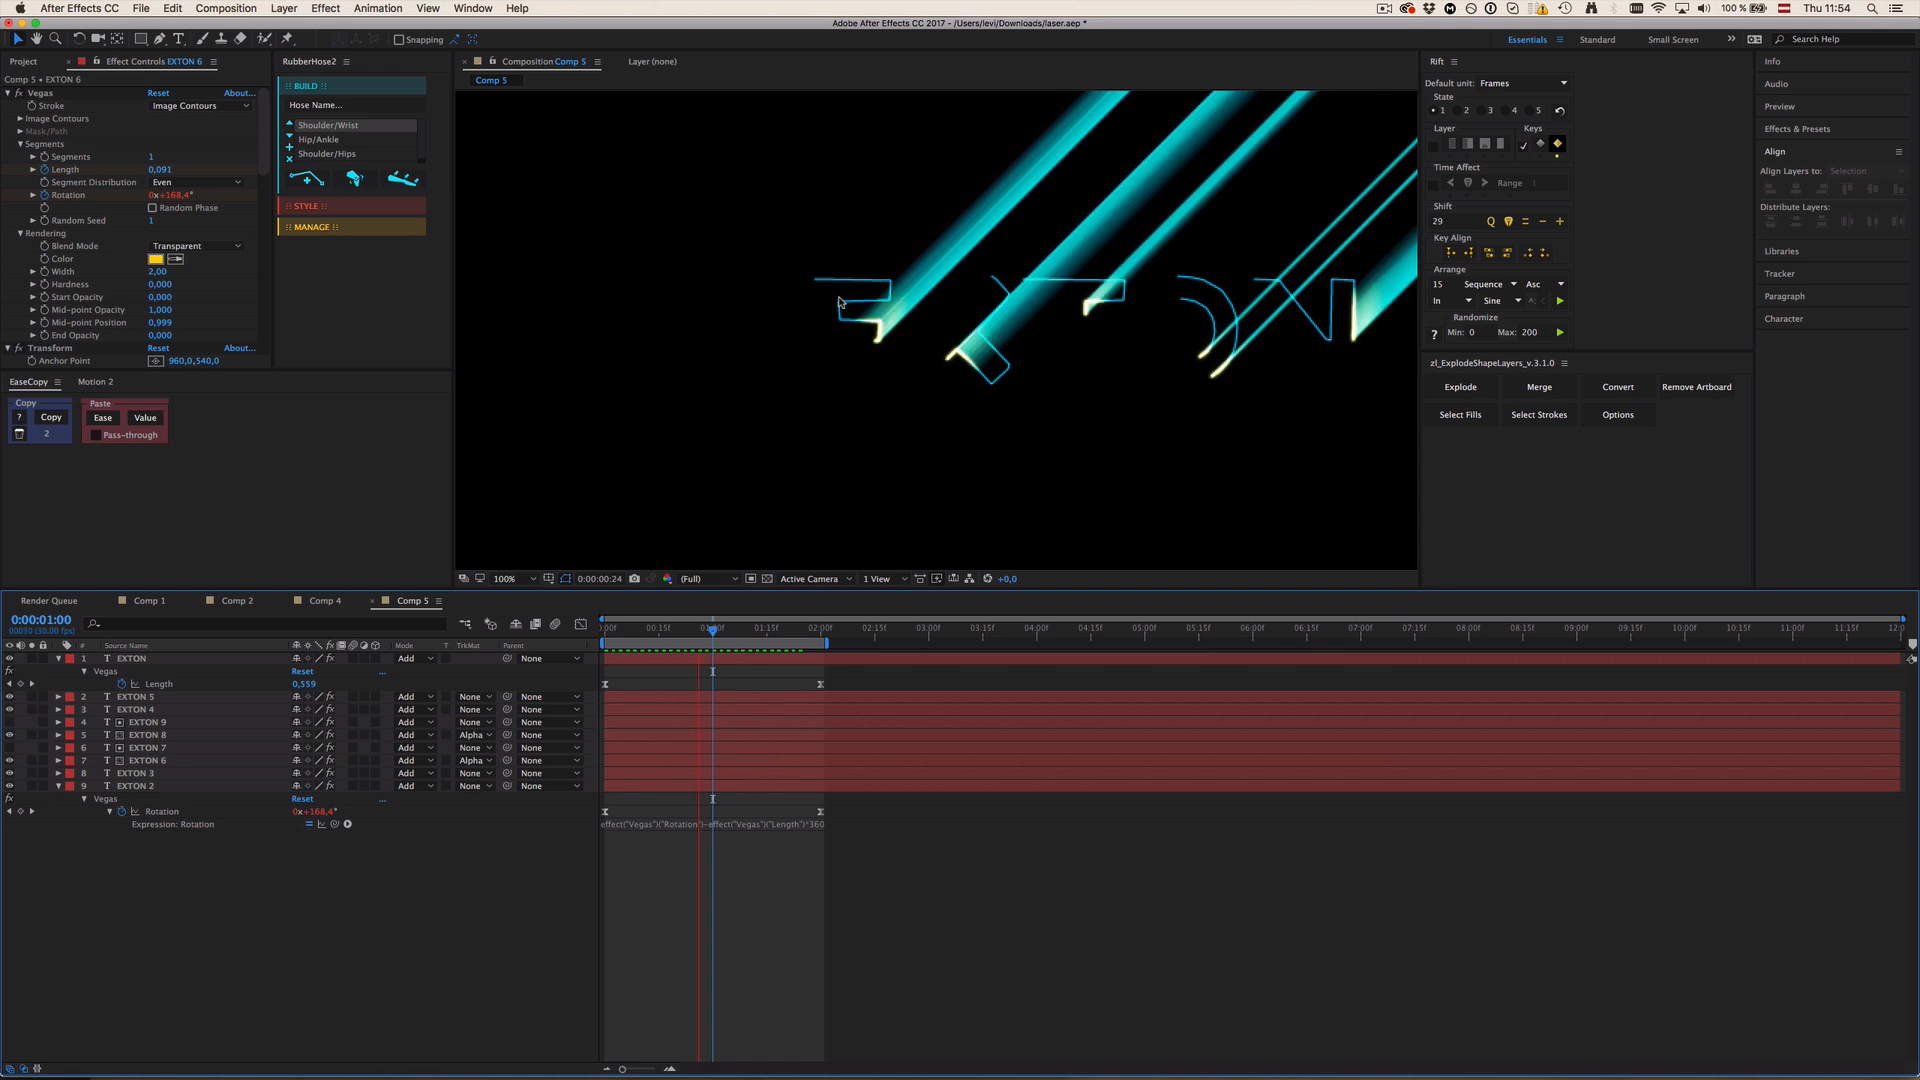 After Effects CC File Edit Composition Layer Effect Animation View Window Help 100 % Thu 11:54
Adobe After Effects CC 2017 - /Users/levi/Downloads/laser.aep *
Snapping Essentials Standard Small Screen Search Help
Project Effect Controls EXTON 6
Comp 5 • EXTON 6
Vegas Reset About...
Stroke Image Contours
Image Contours
Mask/Path
Segments
Segments 1
Length 0,091
Segment Distribution Even
Rotation 0x+168,4°
Random Phase
Random Seed 1
Rendering
Blend Mode Transparent
Color
Width 2,00
Hardness 0,000
Start Opacity 0,000
Mid-point Opacity 1,000
Mid-point Position 0,999
End Opacity 0,000
Transform Reset About...
Anchor Point 960,0,540,0
EaseCopy Motion 2
Copy Paste
? Copy Ease Value
2 Pass-through
RubberHose2
:: BUILD ::
Hose Name...
Shoulder/Wrist
Hip/Ankle
Shoulder/Hips
:: STYLE ::
:: MANAGE ::
Composition Comp 5 Layer (none)
Comp 5
100% 0:00:00:24 (Full) Active Camera 1 View +0,0
Rift
Default unit: Frames
State
1 2 3 4 5
Layer Keys
Time Affect
Range
Shift
29 Q
Key Align
Arrange
15 Sequence Asc
In Sine
Randomize
? Min: 0 Max: 200
zl_ExplodeShapeLayers_v.3.1.0
Explode Merge Convert Remove Artboard
Select Fills Select Strokes Options
Info
Audio
Preview
Effects & Presets
Align
Align Layers to: Selection
Distribute Layers:
Libraries
Tracker
Paragraph
Character
Render Queue Comp 1 Comp 2 Comp 4 Comp 5
0:00:01:00
00030 (30.00 fps)
:00f 00:15f 01:00f 01:15f 02:00f 02:15f 03:00f 03:15f 04:00f 04:15f 05:00f 05:15f 06:00f 06:15f 07:00f 07:15f 08:00f 08:15f 09:00f 09:15f 10:00f 10:15f 11:00f 11:15f 12:0
Source Name Mode T TrkMat Parent
1 T EXTON Add None
Vegas Reset ...
Length 0,559
2 T EXTON 5 Add None None
3 T EXTON 4 Add None None
4 T EXTON 9 Add None None
5 T EXTON 8 Add Alpha None
6 T EXTON 7 Add None None
7 T EXTON 6 Add Alpha None
8 T EXTON 3 Add None None
9 T EXTON 2 Add None None
Vegas Reset ...
Rotation 0x+168,4°
Expression: Rotation effect("Vegas")("Rotation")-effect("Vegas")("Length")*360